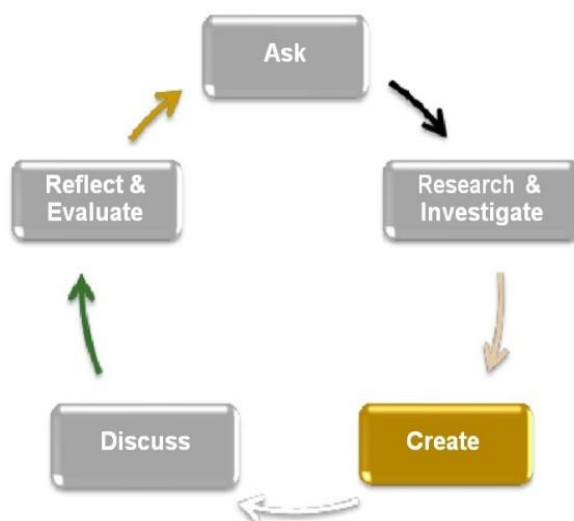 Ask
Research &
Investigate
Create
Discuss
Reflect &
Evaluate